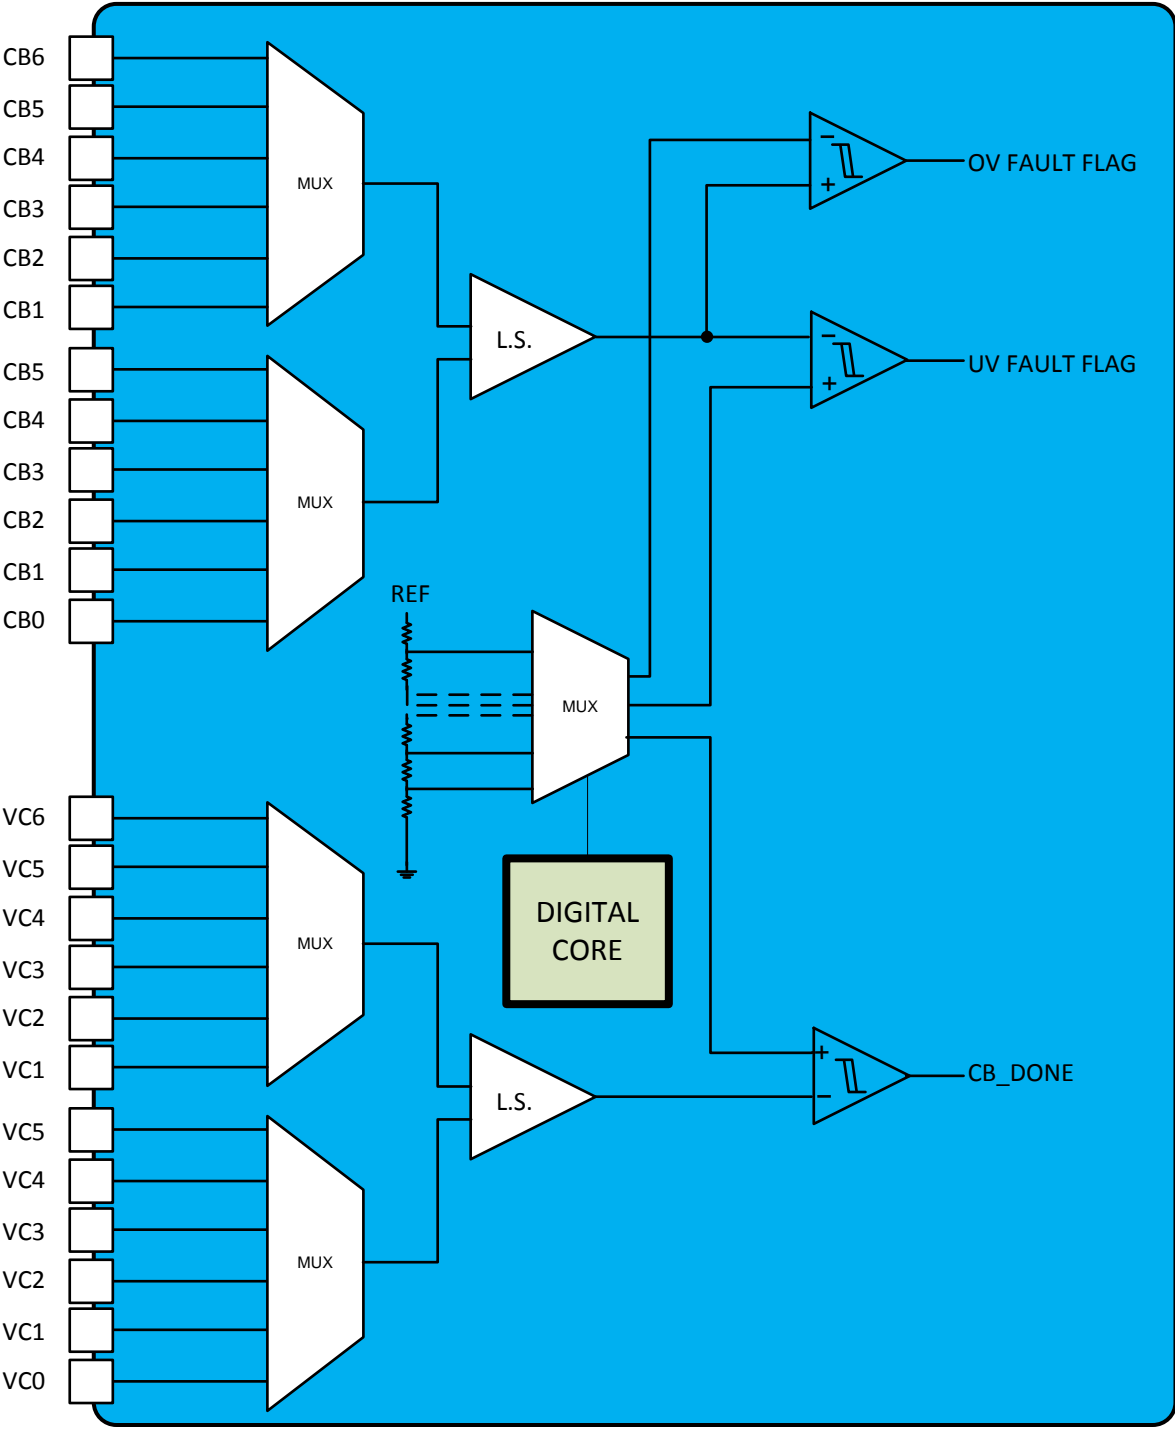 CB6
CB5
CB4
CB3
CB2
CB1
MUX
CB5
CB4
CB3
CB2
CB1
CB0
MUX
L.S.
-
+
OV FAULT FLAG
-
+
UV FAULT FLAG
REF
MUX
DIGITAL
CORE
VC6
VC5
VC4
VC3
VC2
VC1
MUX
VC5
VC4
VC3
VC2
VC1
VC0
MUX
L.S.
+
-
CB_DONE